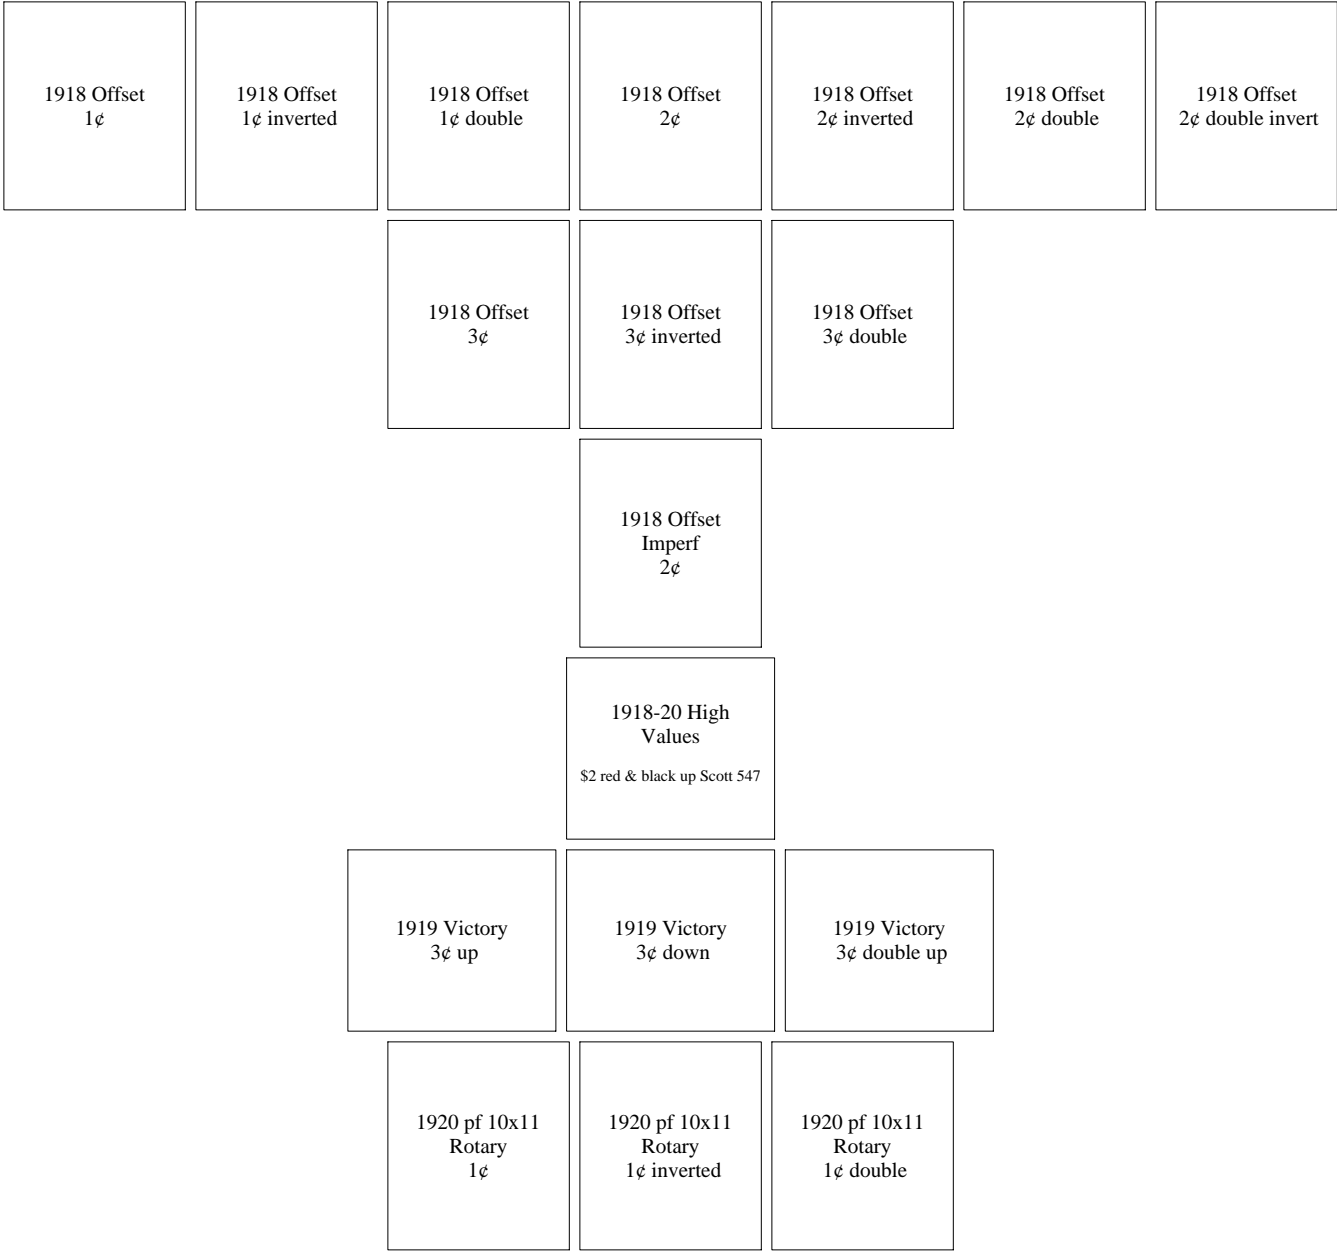 1918 Offset
1¢
1918 Offset
1¢ inverted
1918 Offset
1¢ double
1918 Offset
2¢
1918 Offset
2¢ inverted
1918 Offset
2¢ double
1918 Offset
2¢ double invert
1918 Offset
3¢
1918 Offset
3¢ inverted
1918 Offset
3¢ double
1918 Offset
Imperf
2¢
1918-20 High
Values
$2 red & black up Scott 547
1919 Victory
3¢ up
1919 Victory
3¢ down
1919 Victory
3¢ double up
1920 pf 10x11
Rotary
1¢
1920 pf 10x11
Rotary
1¢ inverted
1920 pf 10x11
Rotary
1¢ double